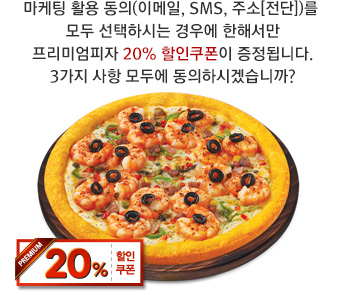 마케팅 활용 동의(이메일, SMS, 주소[전단])를
모두 선택하시는 경우에 한해서만
프리미엄피자 20% 할인쿠폰이 증정됩니다.
3가지 사항 모두에 동의하시겠습니까?
PREMIUM
20% 할인
쿠폰